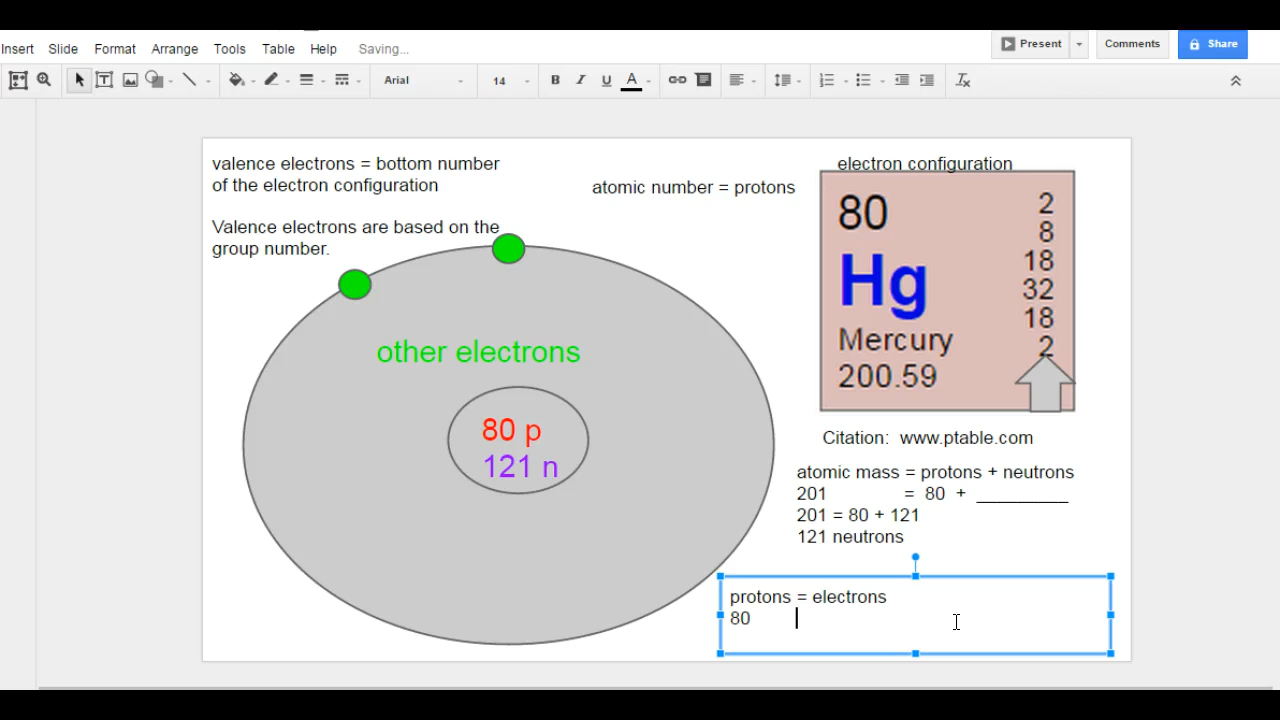 Insert Slide Format Arrange Tools Table Help Saving...
Present Comments Share
Arial 14 B I U A
valence electrons = bottom number
of the electron configuration
Valence electrons are based on the
group number.
atomic number = protons
electron configuration
80
Hg
Mercury
200.59
2
8
18
32
18
2
other electrons
80 p
121 n
Citation: www.ptable.com
atomic mass = protons + neutrons
201 = 80 + _________
201 = 80 + 121
121 neutrons
protons = electrons
80